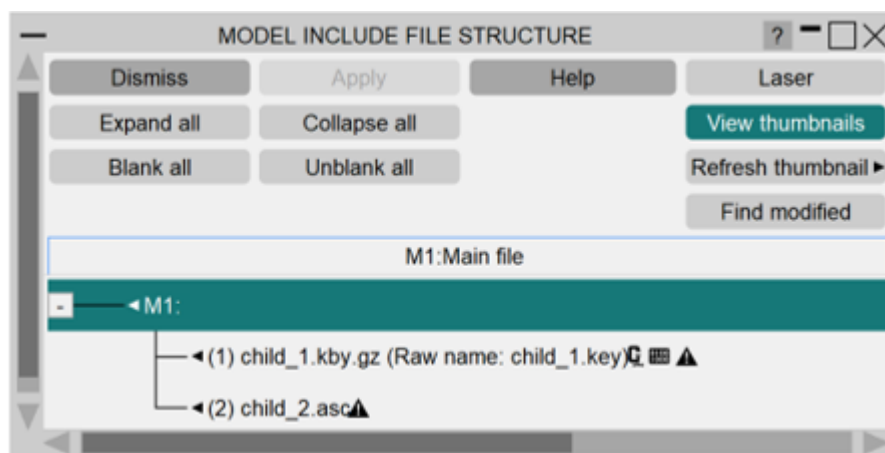 MODEL INCLUDE FILE STRUCTURE ?
Dismiss Apply Help Laser
Expand all Collapse all View thumbnails
Blank all Unblank all Refresh thumbnail
Find modified
M1:Main file
M1:
(1) child_1.kby.gz (Raw name: child_1.key)
(2) child_2.asc